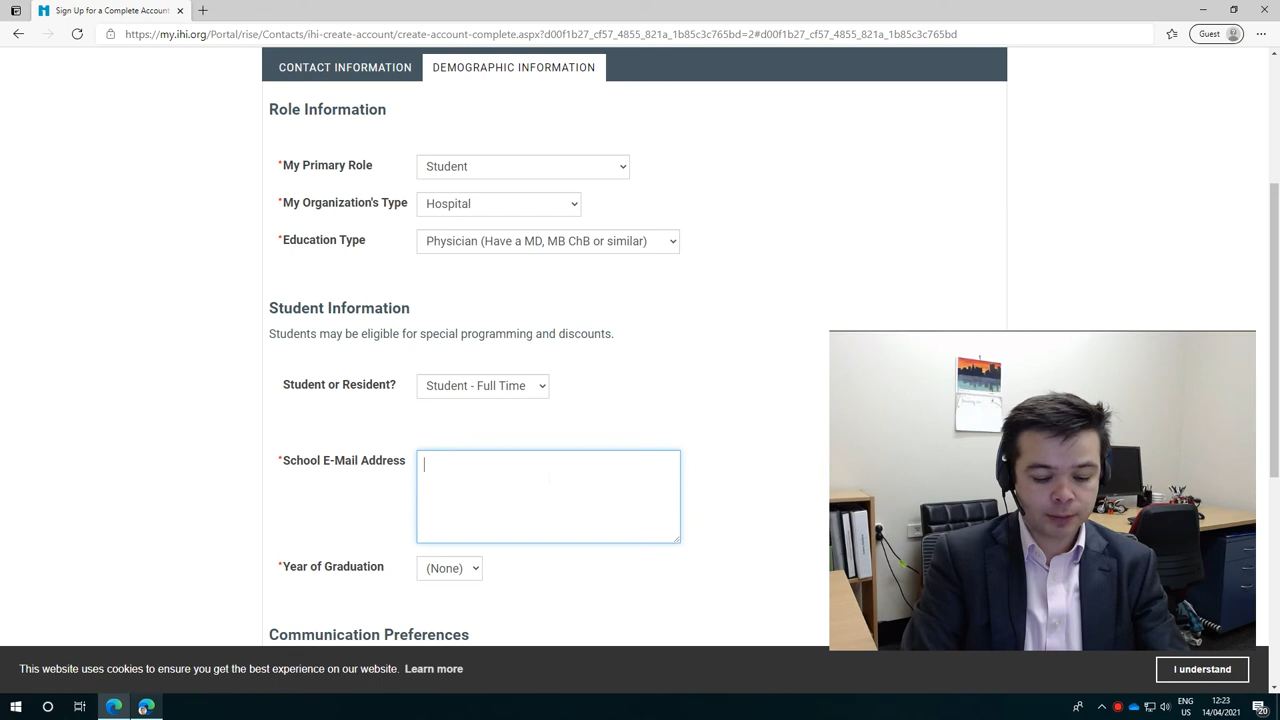 Sign Up for a Complete Account
https://my.ihi.org/Portal/rise/Contacts/ihi-create-account/create-account-complete.aspx?d00f1b27_cf57_4855_821a_1b85c3c765bd=2#d00f1b27_cf57_4855_821a_1b85c3c765bd
Guest
CONTACT INFORMATION DEMOGRAPHIC INFORMATION
Role Information
*My Primary Role Student
*My Organization's Type Hospital
*Education Type Physician (Have a MD, MB ChB or similar)
Student Information
Students may be eligible for special programming and discounts.
Student or Resident? Student - Full Time
*School E-Mail Address
*Year of Graduation (None)
Communication Preferences
This website uses cookies to ensure you get the best experience on our website. Learn more
I understand
ENG 12:23
US 14/04/2021
20